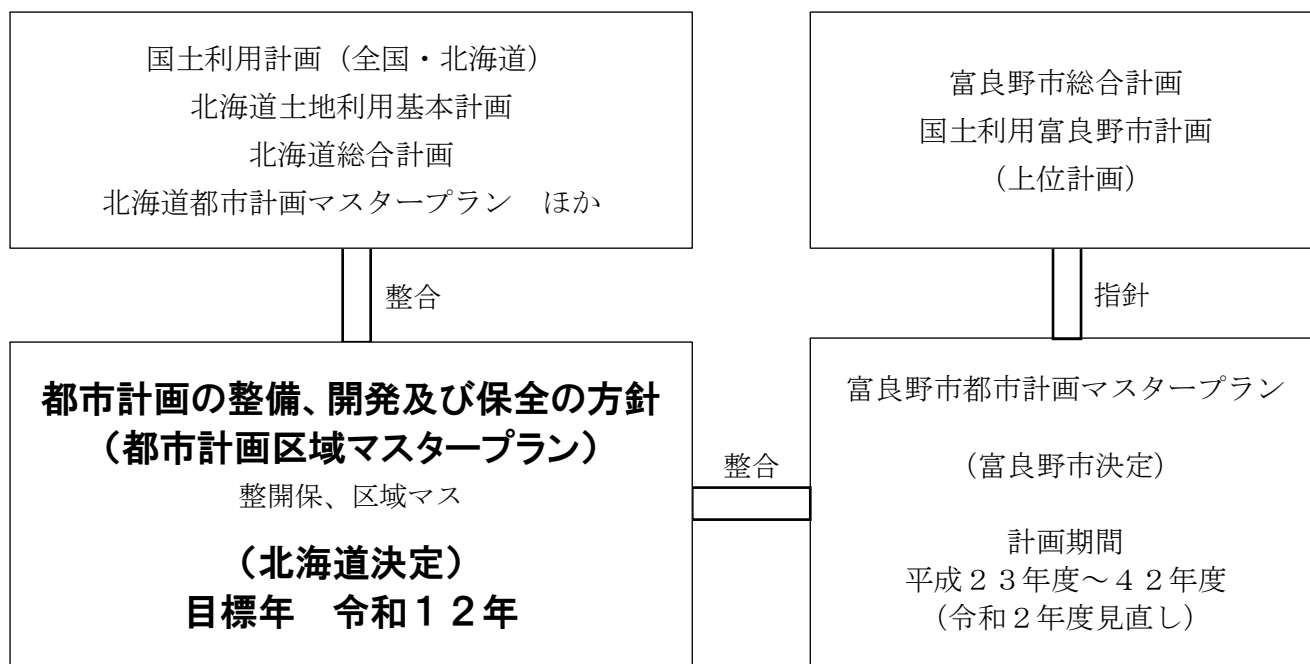 国土利用計画（全国・北海道）
北海道土地利用基本計画
北海道総合計画
北海道都市計画マスタープラン　ほか
富良野市総合計画
国土利用富良野市計画
（上位計画）
整合
指針
都市計画の整備、開発及び保全の方針
（都市計画区域マスタープラン）
整開保、区域マス
（北海道決定）
目標年　令和１２年
整合
富良野市都市計画マスタープラン
（富良野市決定）
計画期間
平成２３年度～４２年度
（令和２年度見直し）